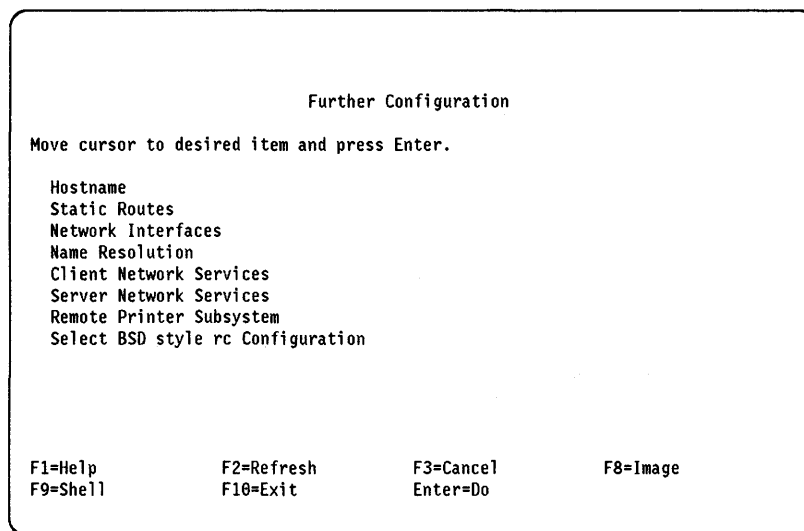 Further Configuration
Move cursor to desired item and press Enter.
Hostname
Static Routes
Network Interfaces
Name Resolution
Client Network Services
Server Network Services
Remote Printer Subsystem
Select BSD style rc Configuration
F1=Help F2=Refresh F3=Cancel F8=Image
F9=Shell F10=Exit Enter=Do